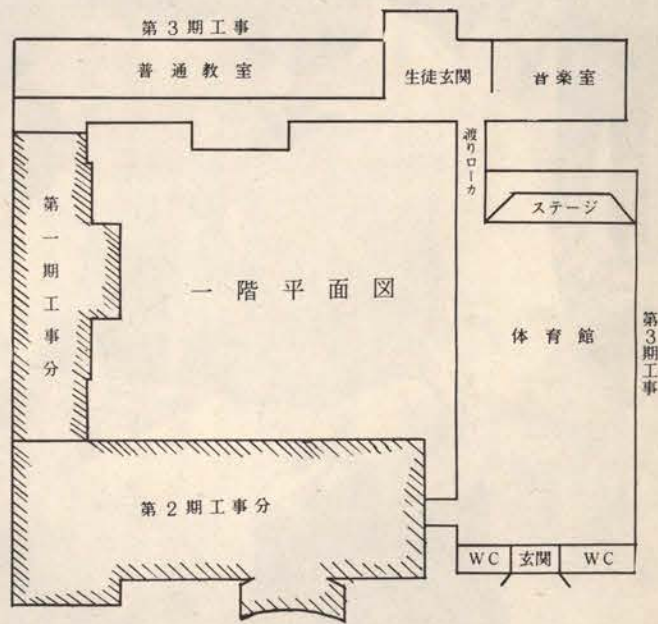 第3期工事
普通教室
生徒玄関
音楽室
渡りローカ
ステージ
第一期工事分
一階平面図
体育館
第3期工事
第2期工事分
WC
玄関
WC